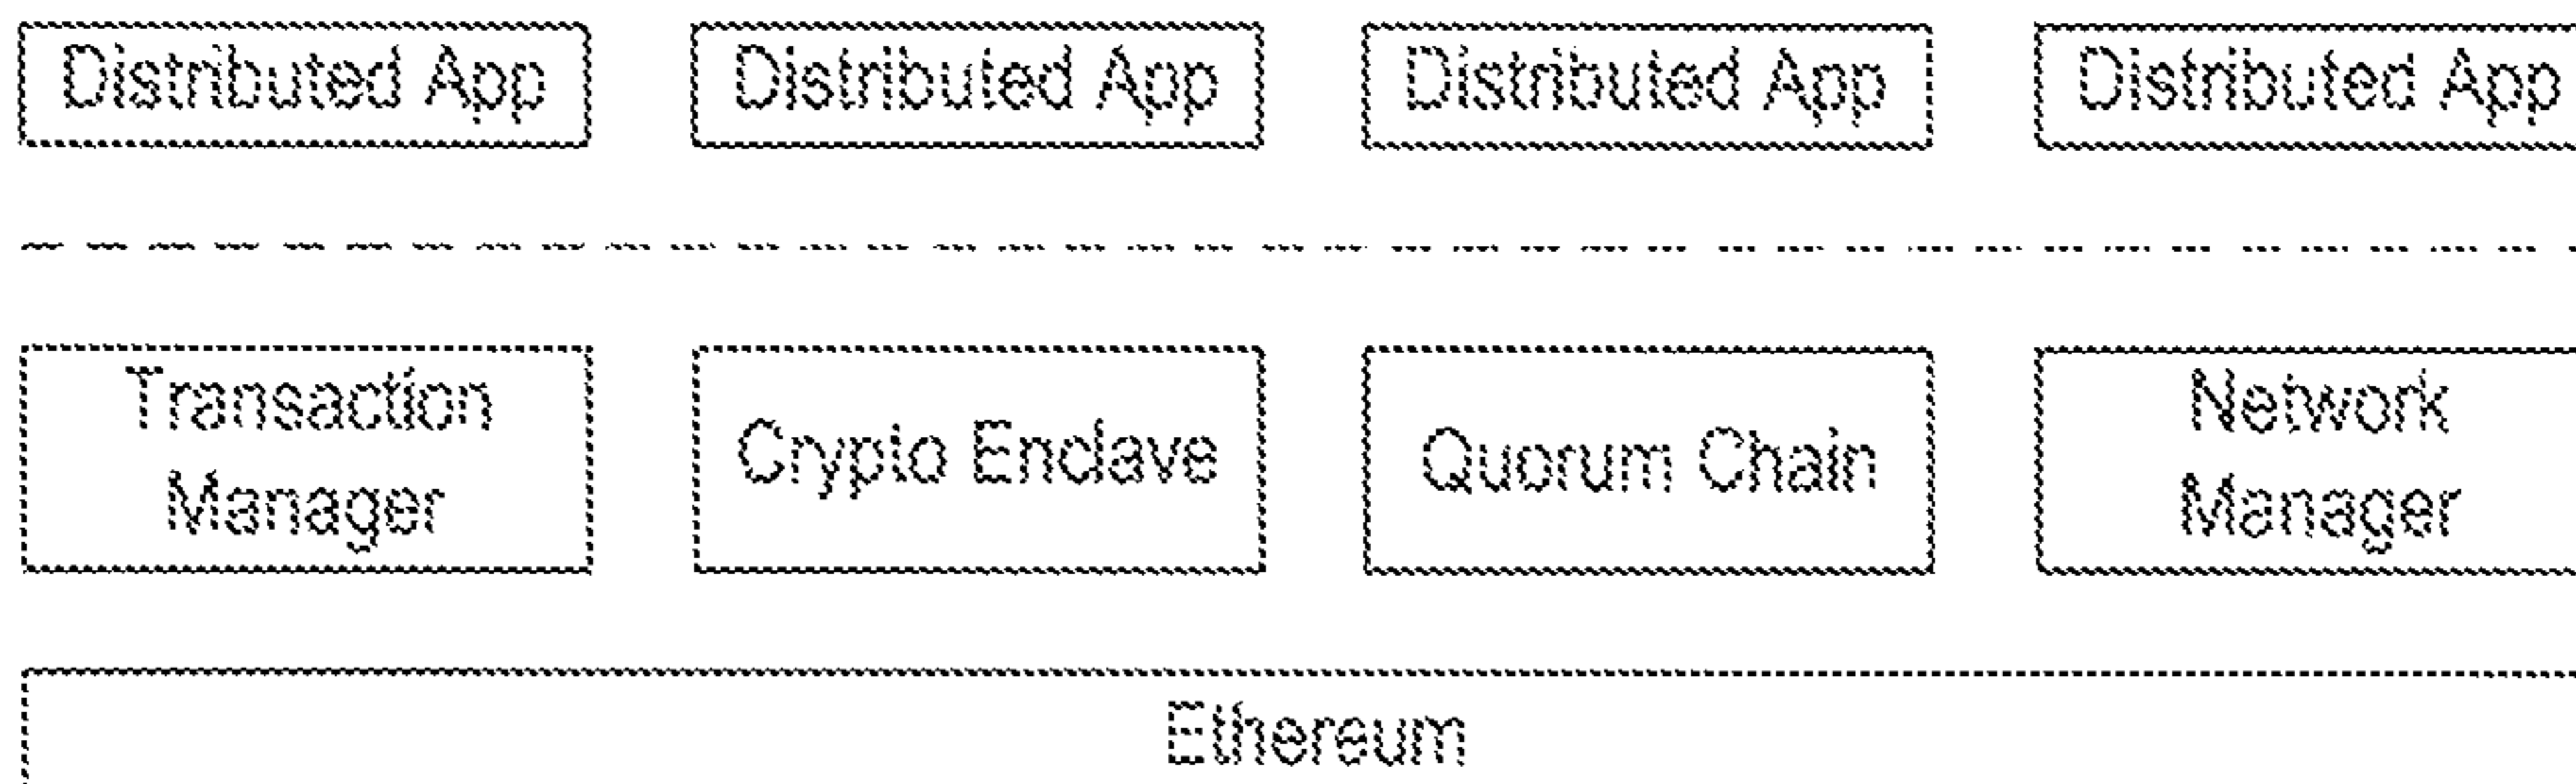 Distributed App Distributed App Distributed App Distributed App
Transaction
Manager
Crypto Enclave
Quorum Chain
Network
Manager
Ethereum